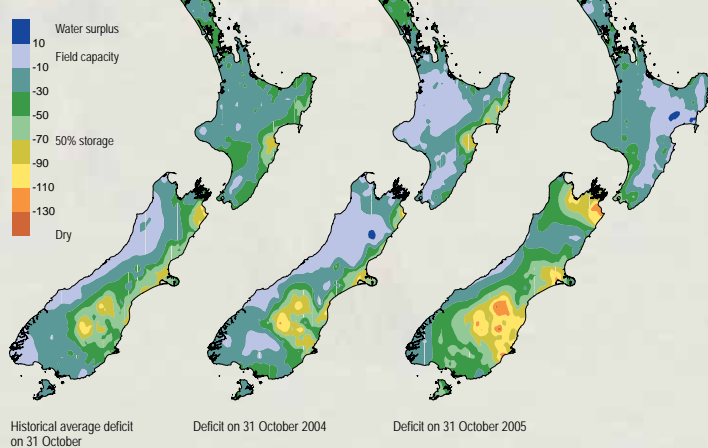 Water surplus
10
Field capacity
-10
-30
-50
50% storage
-70
-90
-110
-130
Dry
Historical average deficit
on 31 October
Deficit on 31 October 2004
Deficit on 31 October 2005